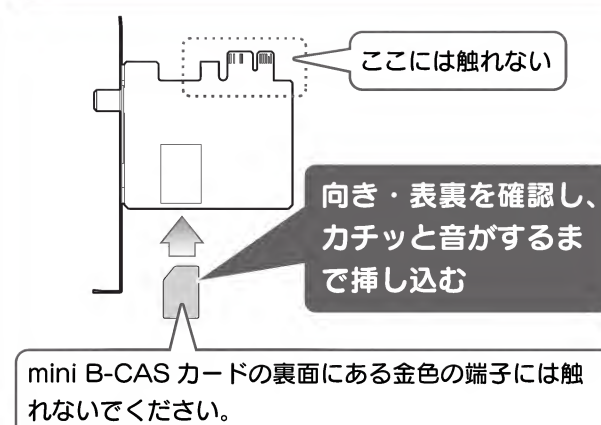 ここには触れない
向き・表裏を確認し、
カチッと音がするま
で挿し込む
mini B-CAS カードの裏面にある金色の端子には触
れないでください。